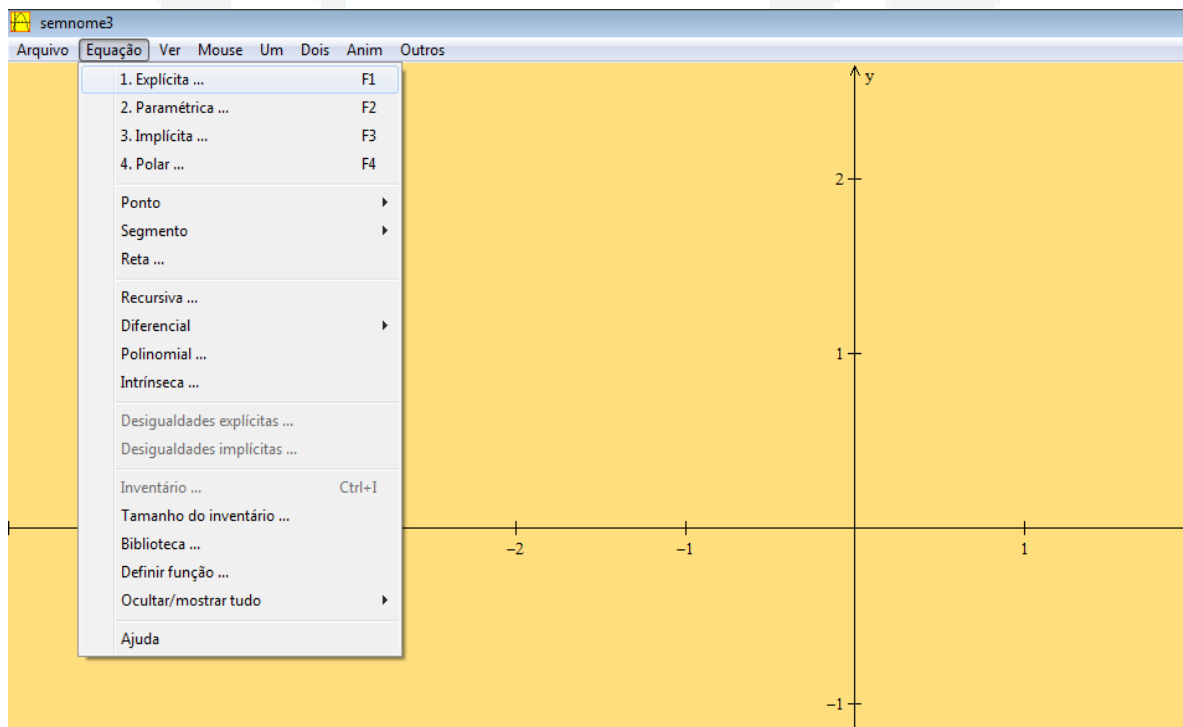 semnome3
Arquivo Equação Ver Mouse Um Dois Anim Outros
1. Explícita ... F1
2. Paramétrica ... F2
3. Implícita ... F3
4. Polar ... F4
Ponto
Segmento
Reta ...
Recursiva ...
Diferencial
Polinomial ...
Intrínseca ...
Desigualdades explícitas ...
Desigualdades implícitas ...
Inventário ... Ctrl+I
Tamanho do inventário ...
Biblioteca ...
Definir função ...
Ocultar/mostrar tudo
Ajuda
y
2
1
−2 −1 1
−1